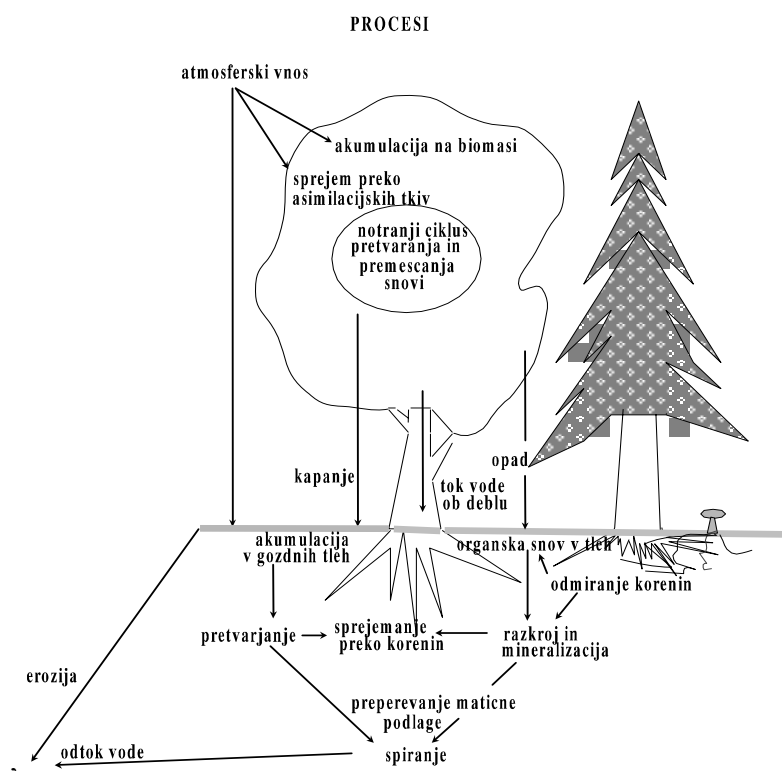 PROCESI
atmosferski vnos
akumulacija na biomasi
sprejem preko
asimilacijskih tkiv
notranji ciklus
pretvaranja in
premescanja
snovi
kapanje
tok vode
ob deblu
opad
akumulacija
v gozdnih tleh
organska snov v tleh
odmiranje korenin
pretvarjanje
sprejemanje
preko korenin
razkroj in
mineralizacija
erozija
preperevanje maticne
podlage
odtok vode
spiranje